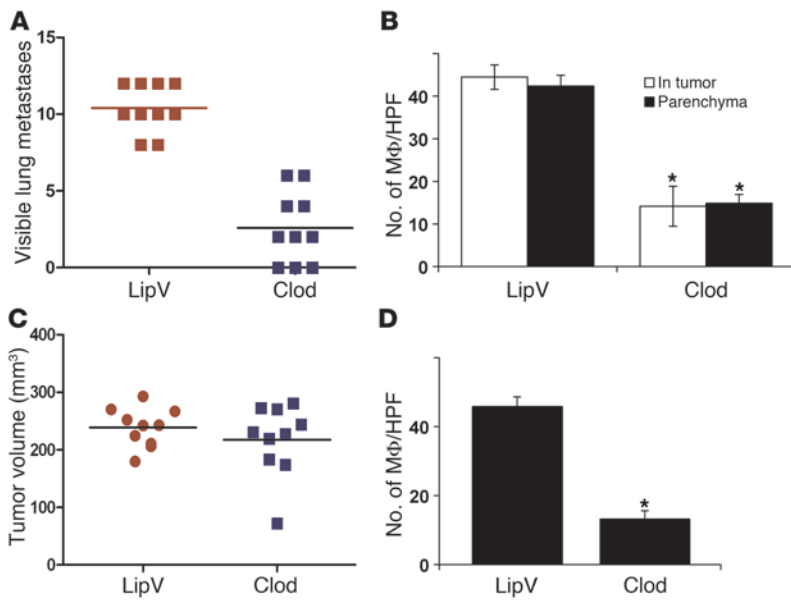 A
Visible lung metastases
15
10
5
0
LipV
Clod
B
No. of MΦ/HPF
40
30
20
10
0
In tumor
Parenchyma
*
*
LipV
Clod
C
Tumor volume (mm³)
400
300
200
100
0
LipV
Clod
D
No. of MΦ/HPF
40
20
0
*
LipV
Clod